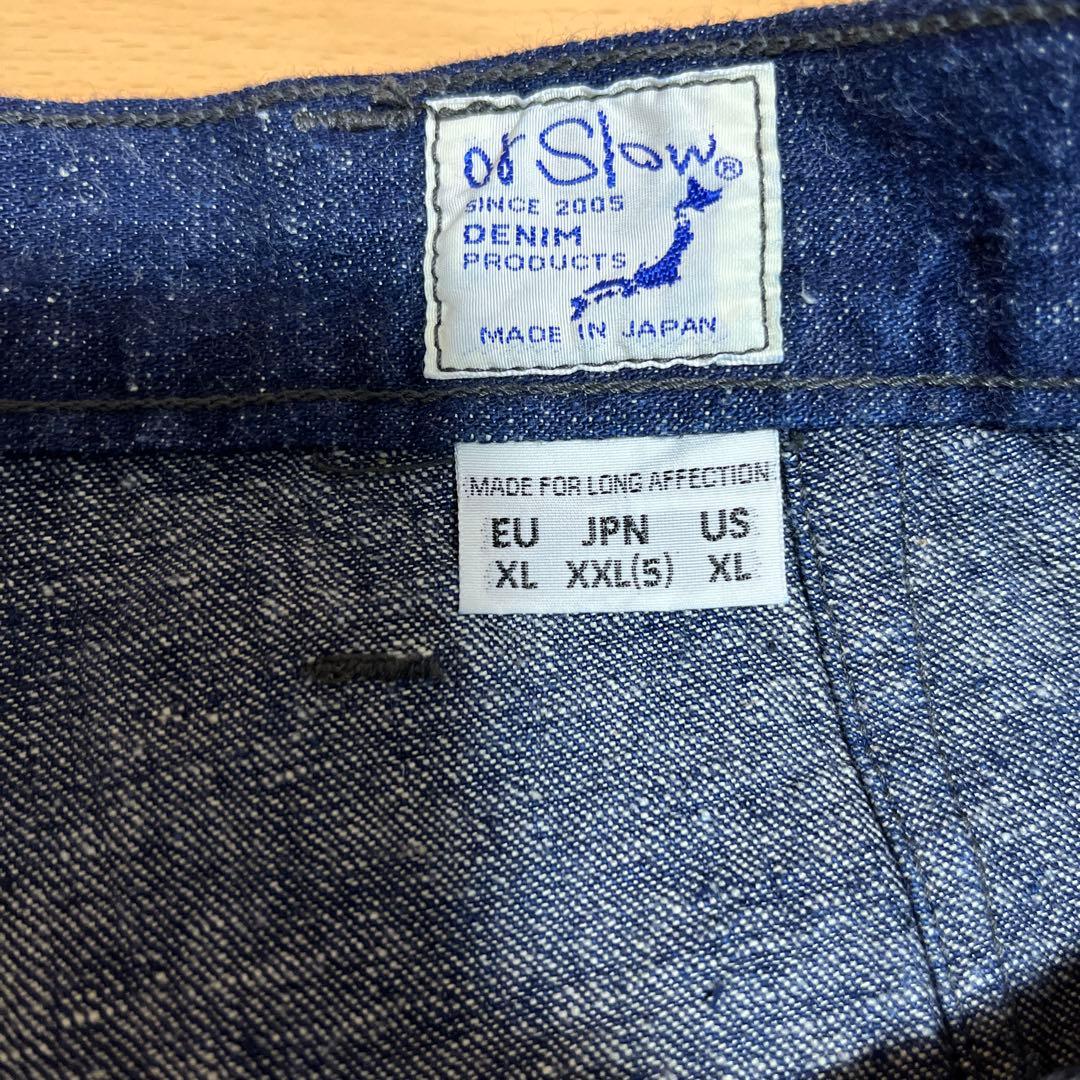 or Slow®
SINCE 2005
DENIM
PRODUCTS
MADE IN JAPAN
MADE FOR LONG AFFECTION
EU JPN US
XL XXL(5) XL